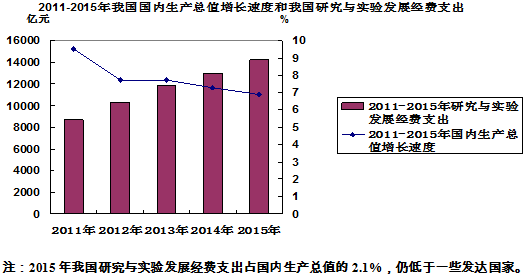 2011-2015年我国国内生产总值增长速度和我国研究与实验发展经费支出
亿元
%
16000
14000
12000
10000
8000
6000
4000
2000
0
10
9
8
7
6
5
4
3
2
1
0
2011年 2012年 2013年 2014年 2015年
2011-2015年研究与实验
发展经费支出
2011-2015年国内生产总
值增长速度
注：2015年我国研究与实验发展经费支出占国内生产总值的2.1%，仍低于一些发达国家。